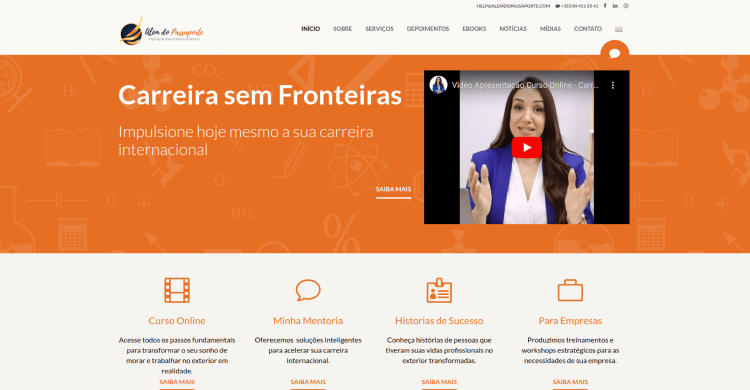 HELP@ALEMDOPASSAPORTE.COM +353 89 411 65 41
Além do Passaporte
INÍCIO SOBRE SERVIÇOS DEPOIMENTOS EBOOKS NOTÍCIAS MÍDIAS CONTATO
Carreira sem Fronteiras
Impulsione hoje mesmo a sua carreira
internacional
SAIBA MAIS
Vídeo Apresentação Curso Online - Carr...
CO
NH
%
Curso Online
Acesse todos os passos fundamentais
para transformar o seu sonho de
morar e trabalhar no exterior em
realidade.
SAIBA MAIS
Minha Mentoria
Oferecemos soluções inteligentes
para acelerar sua carreira
internacional.
SAIBA MAIS
Historias de Sucesso
Conheça histórias de pessoas que
tiveram suas vidas profissionais no
exterior transformadas.
SAIBA MAIS
Para Empresas
Produzimos treinamentos e
workshops estratégicos para as
necessidades de sua empresa.
SAIBA MAIS